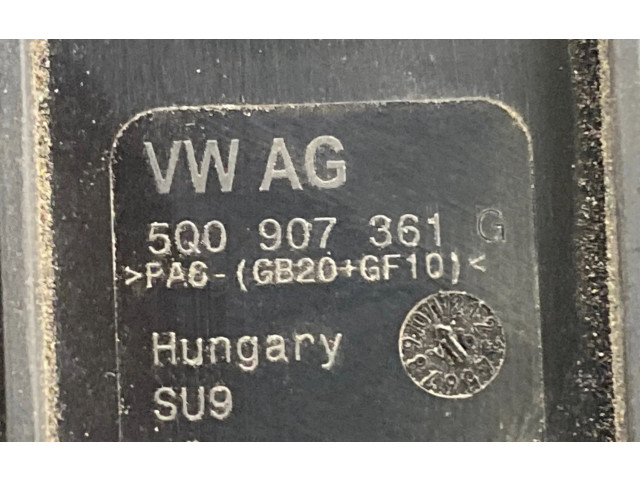 VW AG
5Q0 907 361 G
>PA6-(GB20+GF10)<
Hungary
SU9